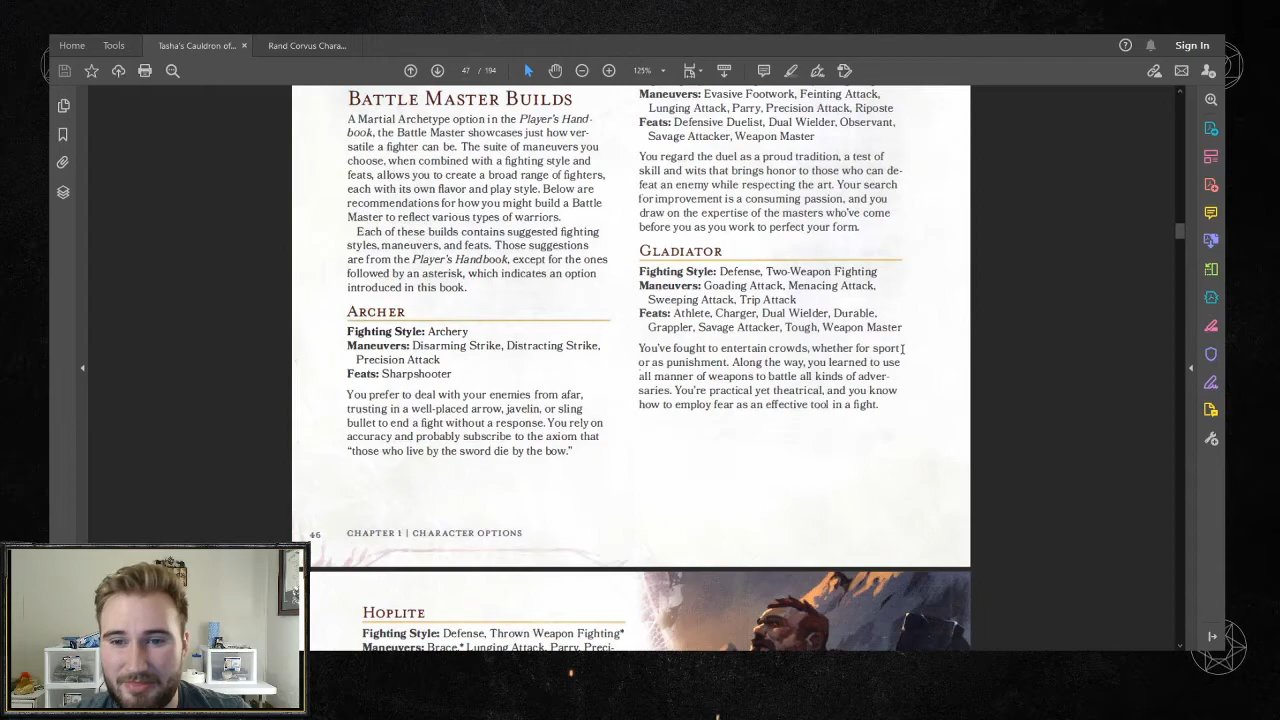 Home
Tools
Tasha's Cauldron of...
Rand Corvus Chara...
Sign In
47 / 194
125%
BATTLE MASTER BUILDS
A Martial Archetype option in the Player's Hand-
book, the Battle Master showcases just how ver-
satile a fighter can be. The suite of maneuvers you
choose, when combined with a fighting style and
feats, allows you to create a broad range of fighters,
each with its own flavor and play style. Below are
recommendations for how you might build a Battle
Master to reflect various types of warriors.
Each of these builds contains suggested fighting
styles, maneuvers, and feats. Those suggestions
are from the Player's Handbook, except for the ones
followed by an asterisk, which indicates an option
introduced in this book.
ARCHER
Fighting Style: Archery
Maneuvers: Disarming Strike, Distracting Strike,
Precision Attack
Feats: Sharpshooter
You prefer to deal with your enemies from afar,
trusting in a well-placed arrow, javelin, or sling
bullet to end a fight without a response. You rely on
accuracy and probably subscribe to the axiom that
“those who live by the sword die by the bow.”
Maneuvers: Evasive Footwork, Feinting Attack,
Lunging Attack, Parry, Precision Attack, Riposte
Feats: Defensive Duelist, Dual Wielder, Observant,
Savage Attacker, Weapon Master
You regard the duel as a proud tradition, a test of
skill and wits that brings honor to those who can de-
feat an enemy while respecting the art. Your search
for improvement is a consuming passion, and you
draw on the expertise of the masters who've come
before you as you work to perfect your form.
GLADIATOR
Fighting Style: Defense, Two-Weapon Fighting
Maneuvers: Goading Attack, Menacing Attack,
Sweeping Attack, Trip Attack
Feats: Athlete, Charger, Dual Wielder, Durable,
Grappler, Savage Attacker, Tough, Weapon Master
You've fought to entertain crowds, whether for sport
or as punishment. Along the way, you learned to use
all manner of weapons to battle all kinds of adver-
saries. You're practical yet theatrical, and you know
how to employ fear as an effective tool in a fight.
46
CHAPTER 1 | CHARACTER OPTIONS
HOPLITE
Fighting Style: Defense, Thrown Weapon Fighting*
Maneuvers: Brace,* Lunging Attack, Parry, Preci-